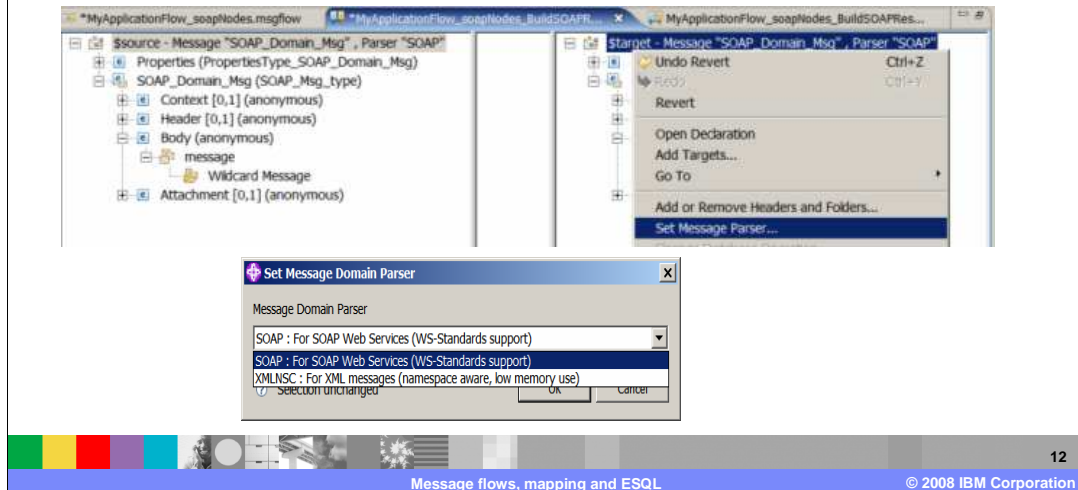 *MyApplicationFlow_soapNodes.msgflow
*MyApplicationFlow_soapNodes_BuildSOAPR...
MyApplicationFlow_soapNodes_BuildSOAPRes...
$source - Message "SOAP_Domain_Msg" , Parser "SOAP"
Properties (PropertiesType_SOAP_Domain_Msg)
SOAP_Domain_Msg (SOAP_Msg_type)
Context [0,1] (anonymous)
Header [0,1] (anonymous)
Body (anonymous)
message
Wildcard Message
Attachment [0,1] (anonymous)
$target - Message "SOAP_Domain_Msg" , Parser "SOAP"
Undo Revert Ctrl+Z
Redo Ctrl+Y
Revert
Open Declaration
Add Targets...
Go To
Add or Remove Headers and Folders...
Set Message Parser...
Set Message Domain Parser
Message Domain Parser
SOAP : For SOAP Web Services (WS-Standards support)
SOAP : For SOAP Web Services (WS-Standards support)
XMLNSC : For XML messages (namespace aware, low memory use)
Selection unchanged OK Cancel
12
Message flows, mapping and ESQL © 2008 IBM Corporation